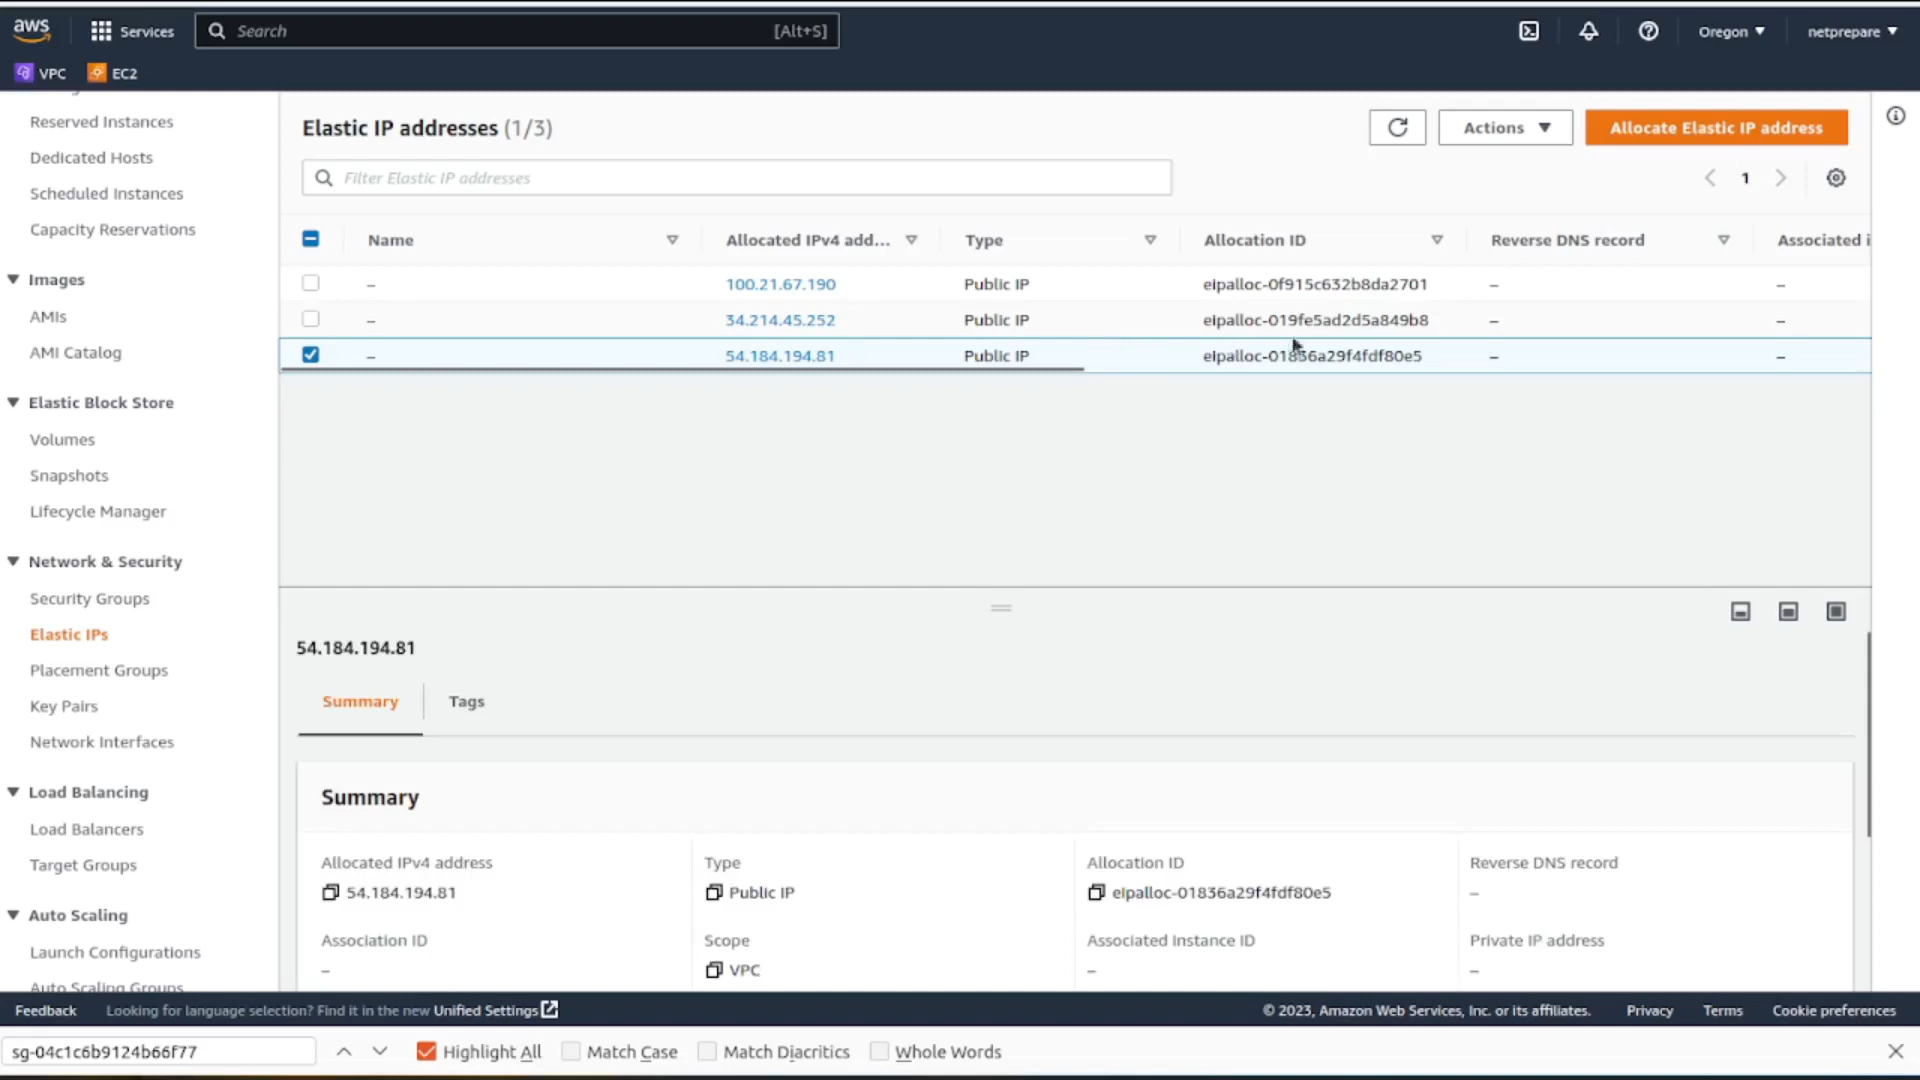 aws
Services
Search
[Alt+S]
Oregon
netprepare
VPC
EC2
Reserved Instances
Dedicated Hosts
Scheduled Instances
Capacity Reservations
Images
AMIs
AMI Catalog
Elastic Block Store
Volumes
Snapshots
Lifecycle Manager
Network & Security
Security Groups
Elastic IPs
Placement Groups
Key Pairs
Network Interfaces
Load Balancing
Load Balancers
Target Groups
Auto Scaling
Launch Configurations
Auto Scaling Groups
Elastic IP addresses (1/3)
Actions
Allocate Elastic IP address
Filter Elastic IP addresses
1
Name Allocated IPv4 add... Type Allocation ID Reverse DNS record Associated i
– 100.21.67.190 Public IP eipalloc-0f915c632b8da2701 – –
– 34.214.45.252 Public IP eipalloc-019fe5ad2d5a849b8 – –
– 54.184.194.81 Public IP eipalloc-01836a29f4fdf80e5 – –
54.184.194.81
Summary Tags
Summary
Allocated IPv4 address Type Allocation ID Reverse DNS record
54.184.194.81 Public IP eipalloc-01836a29f4fdf80e5 –
Association ID Scope Associated Instance ID Private IP address
– VPC – –
Feedback Looking for language selection? Find it in the new Unified Settings © 2023, Amazon Web Services, Inc. or its affiliates. Privacy Terms Cookie preferences
sg-04c1c6b9124b66f77 Highlight All Match Case Match Diacritics Whole Words